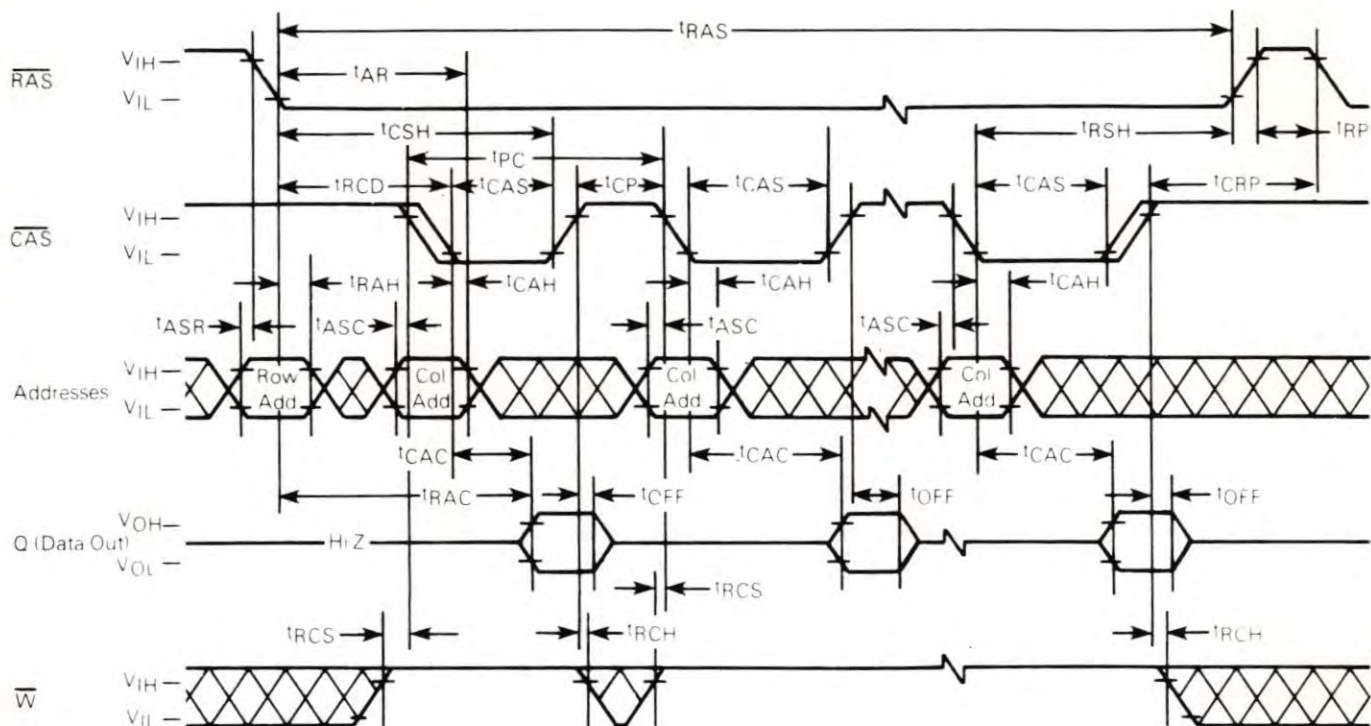 tRAS
VIH
RAS
tAR
VIL
tCSH
tRSH
tRP
tPC
tRCD
tCAS
tCP
tCAS
tCAS
tCRP
VIH
CAS
VIL
tRAH
tCAH
tCAH
tCAH
tASR
tASC
tASC
tASC
VIH
Row
Col
Col
Col
Addresses
Add
Add
Add
Add
VIL
tCAC
tCAC
tCAC
tRAC
tOFF
tOFF
tOFF
VOH
Q (Data Out)
Hi Z
VOL
tRCS
tRCS
tRCH
tRCH
VIH
W
VIL